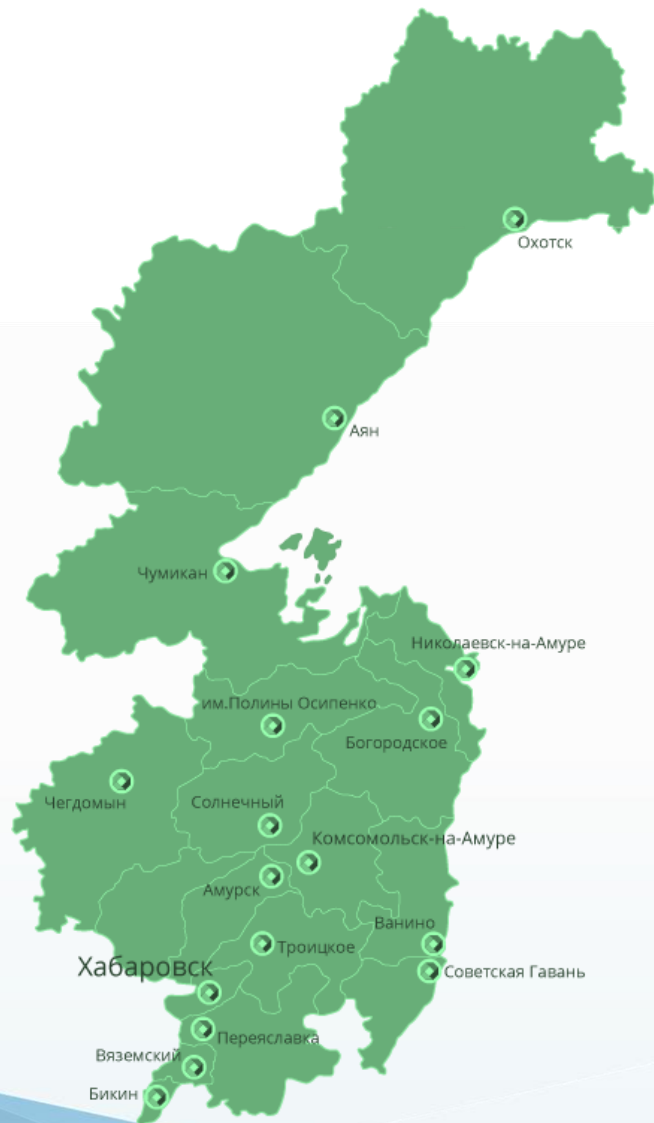 Охотск
Аян
Чумикан
Николаевск-на-Амуре
им.Полины Осипенко
Богородское
Чегдомын
Солнечный
Комсомольск-на-Амуре
Амурск
Ванино
Троицкое
Хабаровск
Советская Гавань
Переяславка
Вяземский
Бикин